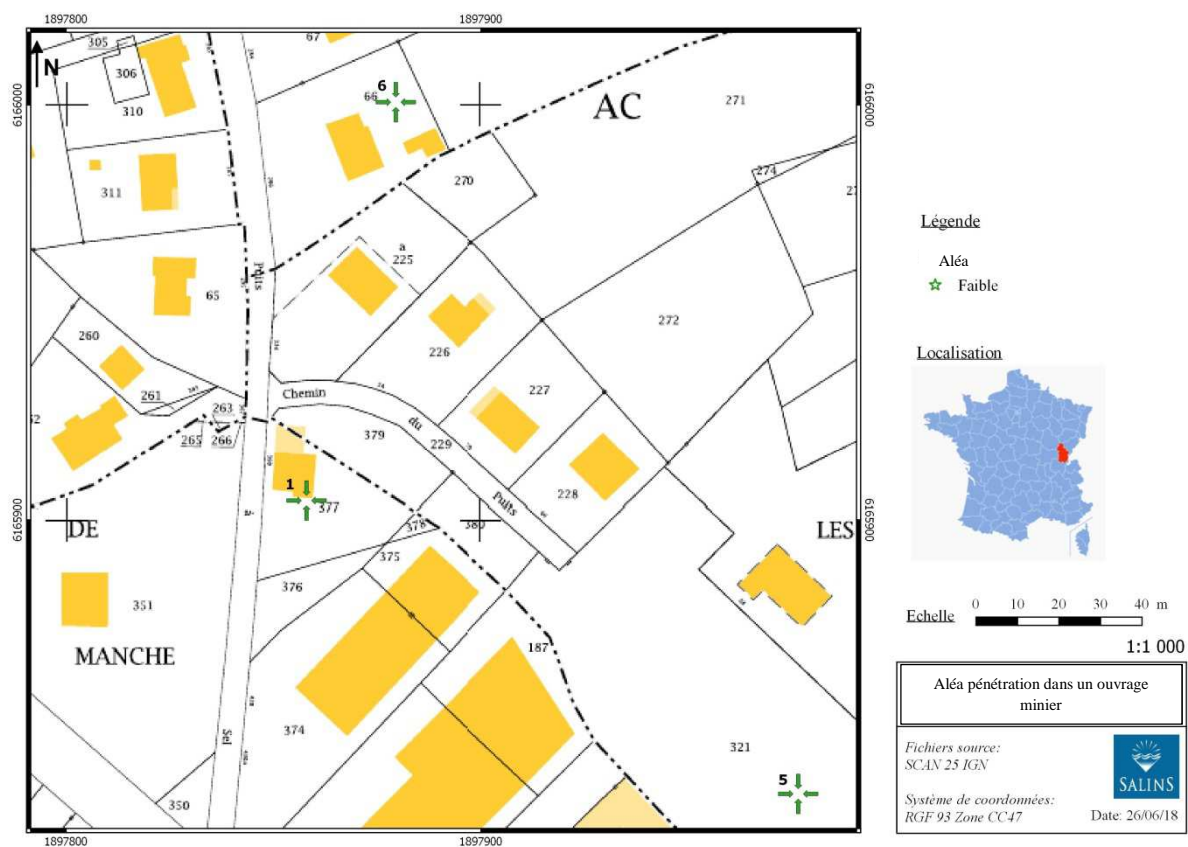 1897800 1897900
305
67
N
306
6
66
6166000
6166000
310
AC
271
311
270
274
27
a
225
Puits
65
260
226
272
227
261
263
Chemin
du
379
229
265
266
52
1
228
Puits
377
6165900
6165900
DE
378
380
LES
à
375
376
351
MANCHE
187
374
Sel
321
5
350
1897800 1897900
Légende
Aléa
Faible
Localisation
Echelle 0 10 20 30 40 m
1:1 000
Aléa pénétration dans un ouvrage
minier
Fichiers source:
SCAN 25 IGN
SALINS
Système de coordonnées:
RGF 93 Zone CC47
Date: 26/06/18